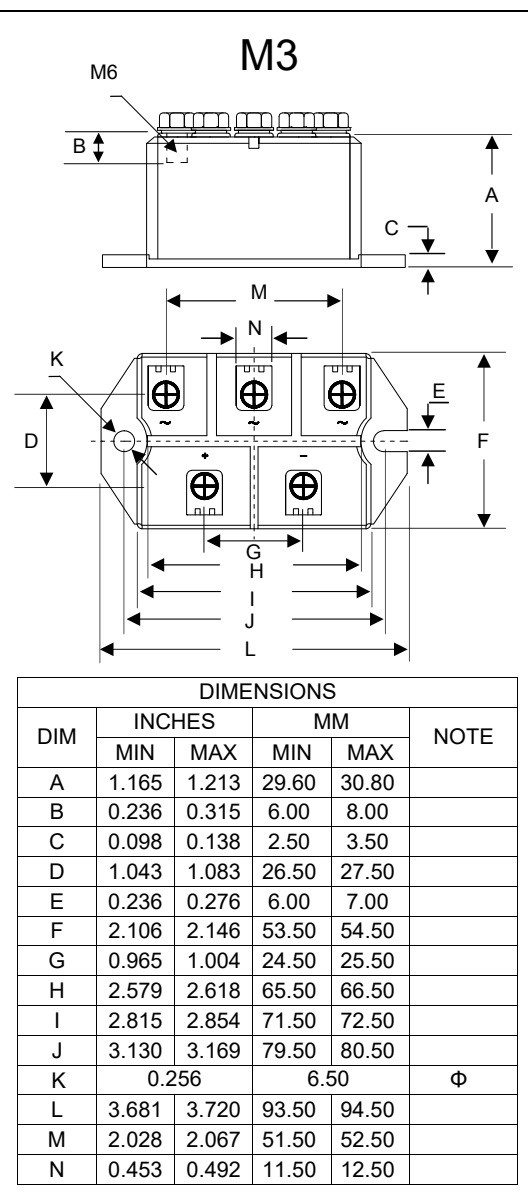 M3
M6
B
A
C
M
N
K
E
D
F
~ ~ ~
+ −
G
H
I
J
L
DIMENSIONS
DIM INCHES MM NOTE
MIN MAX MIN MAX
A 1.165 1.213 29.60 30.80
B 0.236 0.315 6.00 8.00
C 0.098 0.138 2.50 3.50
D 1.043 1.083 26.50 27.50
E 0.236 0.276 6.00 7.00
F 2.106 2.146 53.50 54.50
G 0.965 1.004 24.50 25.50
H 2.579 2.618 65.50 66.50
I 2.815 2.854 71.50 72.50
J 3.130 3.169 79.50 80.50
K 0.256 6.50 Φ
L 3.681 3.720 93.50 94.50
M 2.028 2.067 51.50 52.50
N 0.453 0.492 11.50 12.50